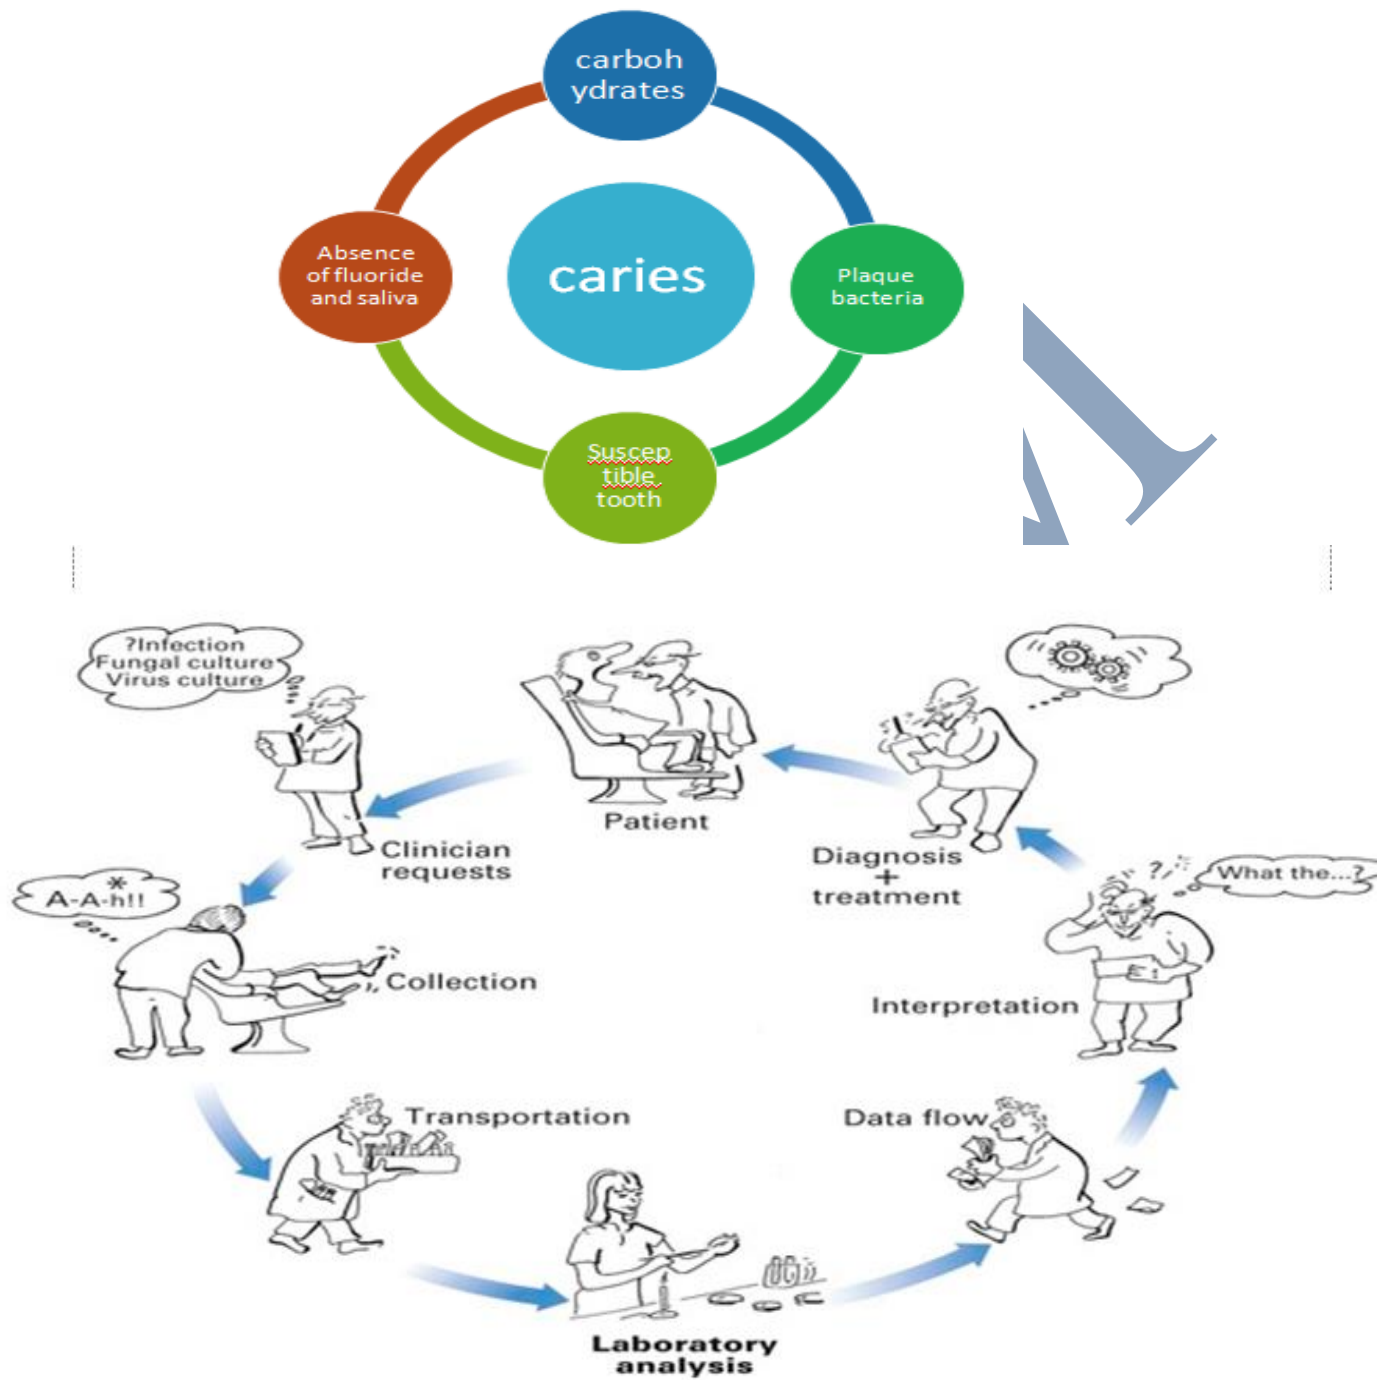 carboh
ydrates
Absence
of fluoride
and saliva
caries
Plaque
bacteria
Suscep
tible
tooth
?Infection
Fungal culture
Virus culture
Patient
Clinician
requests
Diagnosis
+
treatment
What the...?
?
A-A-h!!
*
Collection
Interpretation
Transportation
Data flow
Laboratory
analysis